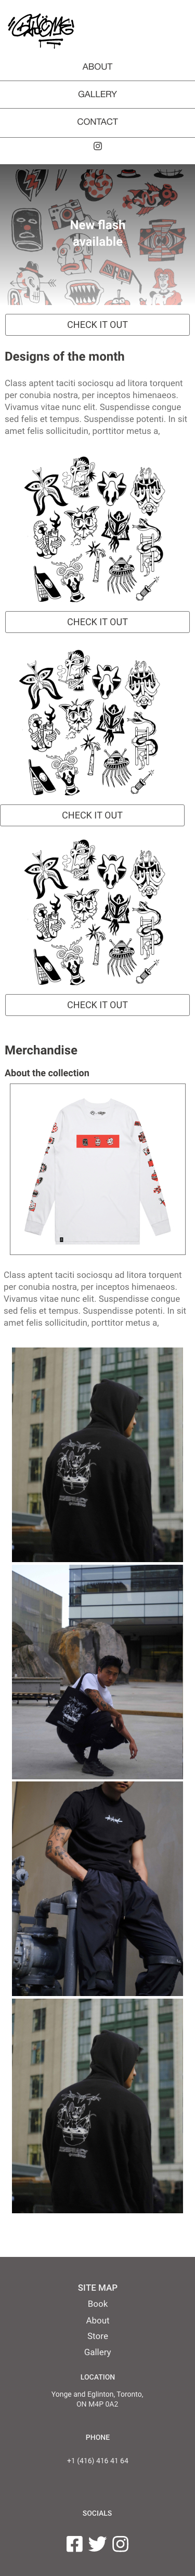 ABOUT
GALLERY
CONTACT
New flash
available
CHECK IT OUT
Designs of the month
Class aptent taciti sociosqu ad litora torquent
per conubia nostra, per inceptos himenaeos.
Vivamus vitae nunc elit. Suspendisse congue
sed felis et tempus. Suspendisse potenti. In sit
amet felis sollicitudin, porttitor metus a,
CHECK IT OUT
CHECK IT OUT
CHECK IT OUT
Merchandise
About the collection
Class aptent taciti sociosqu ad litora torquent
per conubia nostra, per inceptos himenaeos.
Vivamus vitae nunc elit. Suspendisse congue
sed felis et tempus. Suspendisse potenti. In sit
amet felis sollicitudin, porttitor metus a,
SITE MAP
Book
About
Store
Gallery
LOCATION
Yonge and Eglinton, Toronto,
ON M4P 0A2
PHONE
+1 (416) 416 41 64
SOCIALS